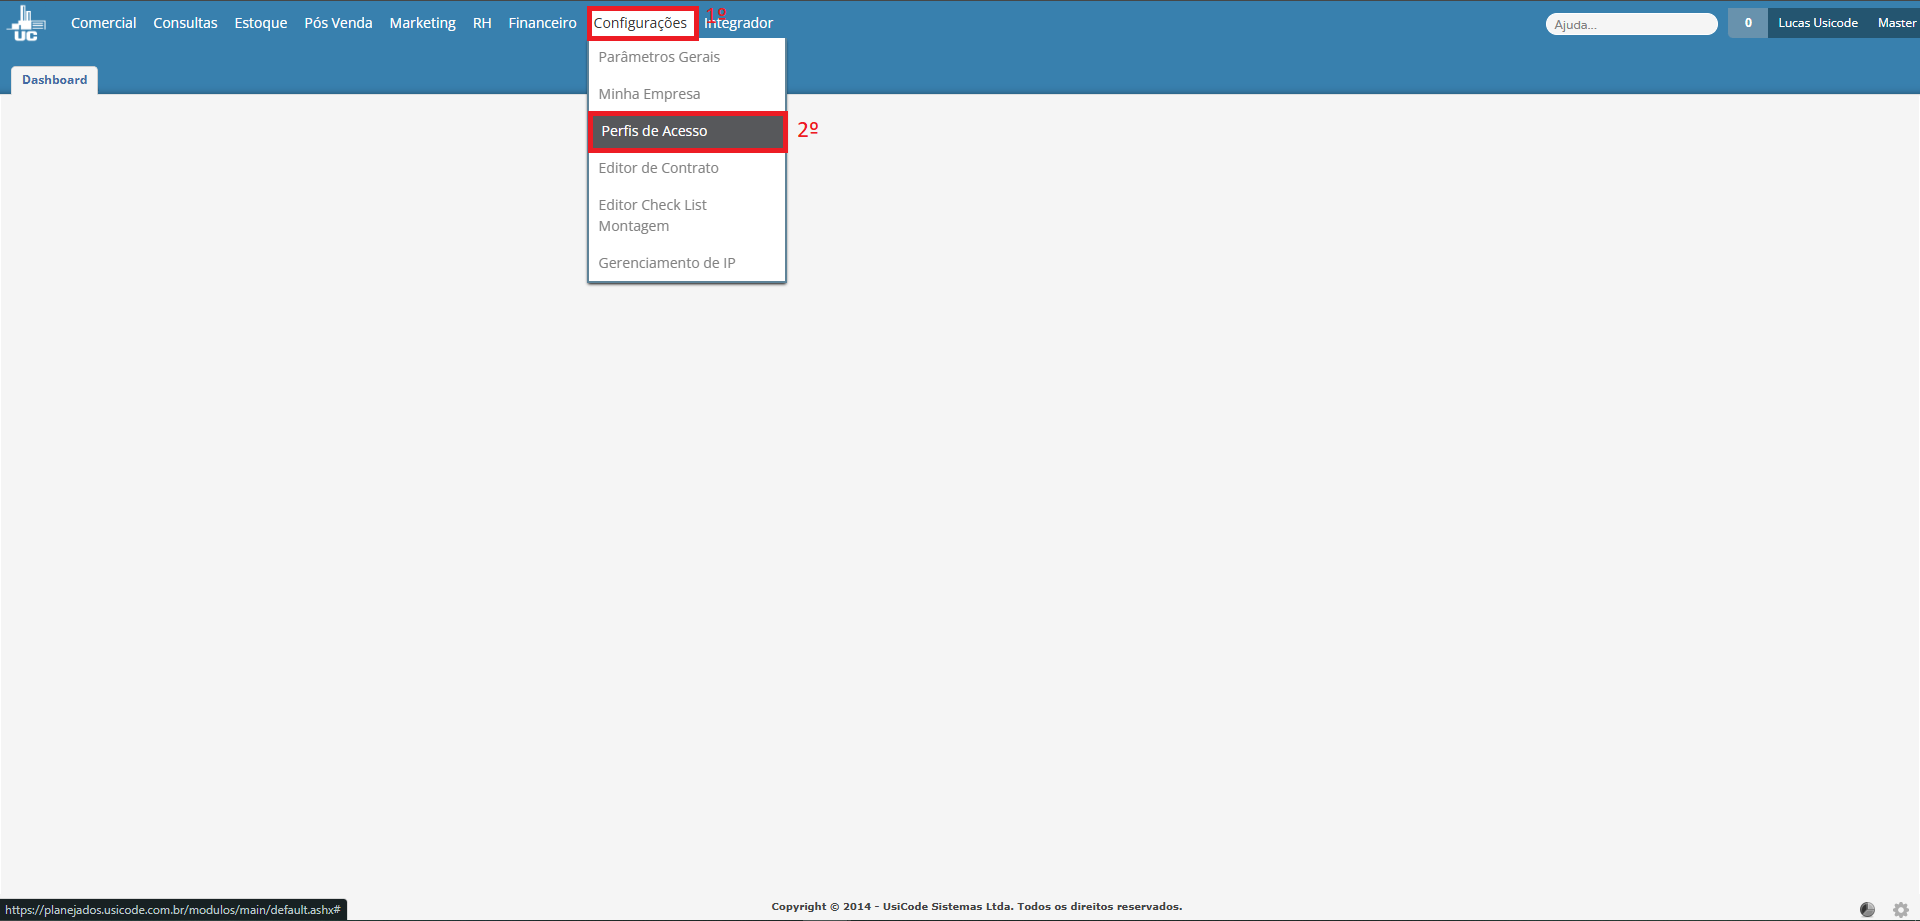 UC
Comercial Consultas Estoque Pós Venda Marketing RH Financeiro Configurações 1º Integrador Ajuda... 0 Lucas Usicode Master
Dashboard
Parâmetros Gerais
Minha Empresa
Perfis de Acesso 2º
Editor de Contrato
Editor Check List
Montagem
Gerenciamento de IP
Copyright © 2014 - UsiCode Sistemas Ltda. Todos os direitos reservados.
https://planejados.usicode.com.br/modulos/main/default.ashx#